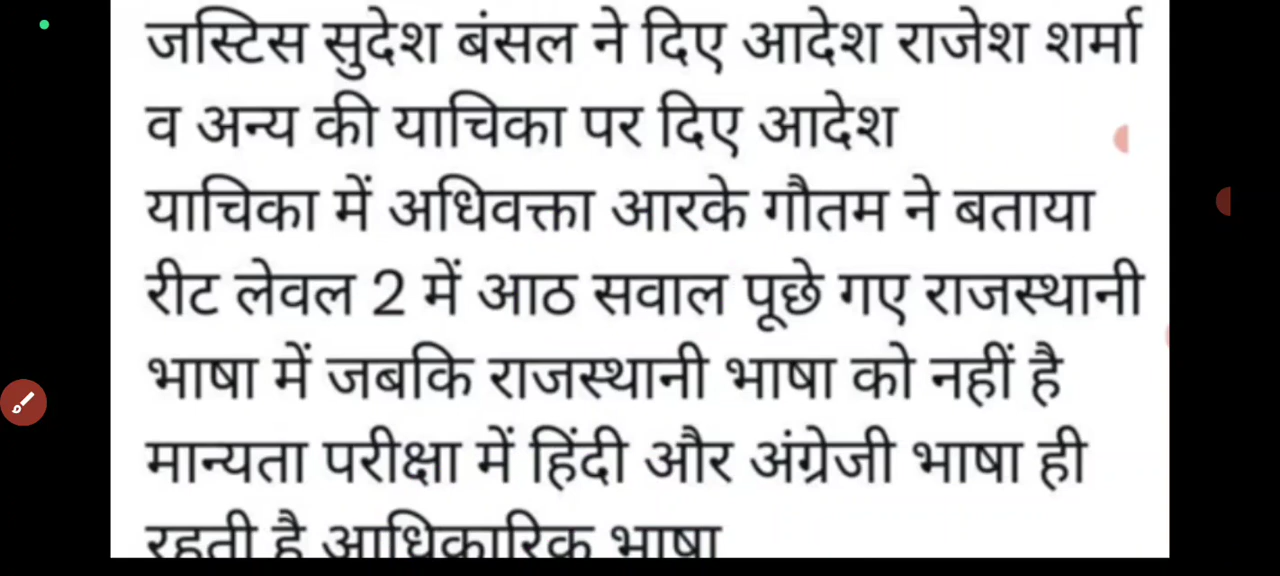 जस्टिस सुदेश बंसल ने दिए आदेश राजेश शर्मा
व अन्य की याचिका पर दिए आदेश
याचिका में अधिवक्ता आरके गौतम ने बताया
रीट लेवल 2 में आठ सवाल पूछे गए राजस्थानी
भाषा में जबकि राजस्थानी भाषा को नहीं है
मान्यता परीक्षा में हिंदी और अंग्रेजी भाषा ही
रहती है आधिकारिक भाषा